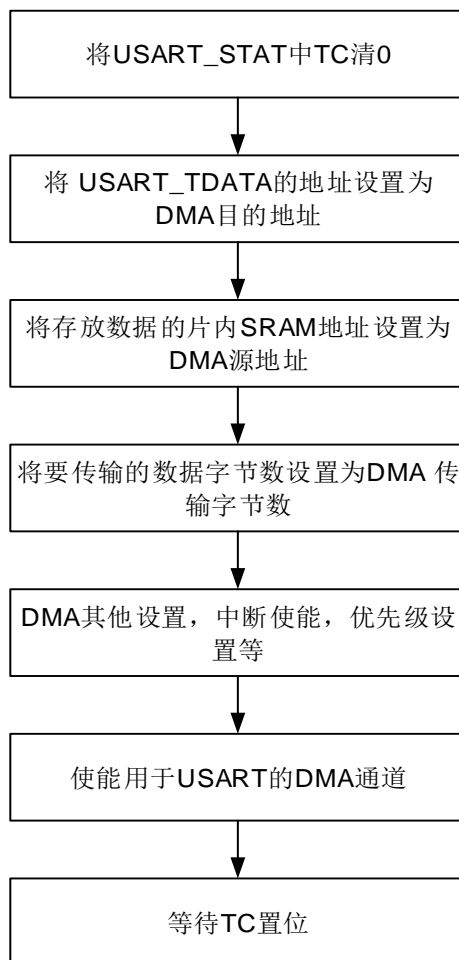 将USART_STAT中TC清0
将 USART_TDATA的地址设置为
DMA目的地址
将存放数据的片内SRAM地址设置为
DMA源地址
将要传输的数据字节数设置为DMA 传
输字节数
DMA其他设置，中断使能，优先级设
置等
使能用于USART的DMA通道
等待TC置位